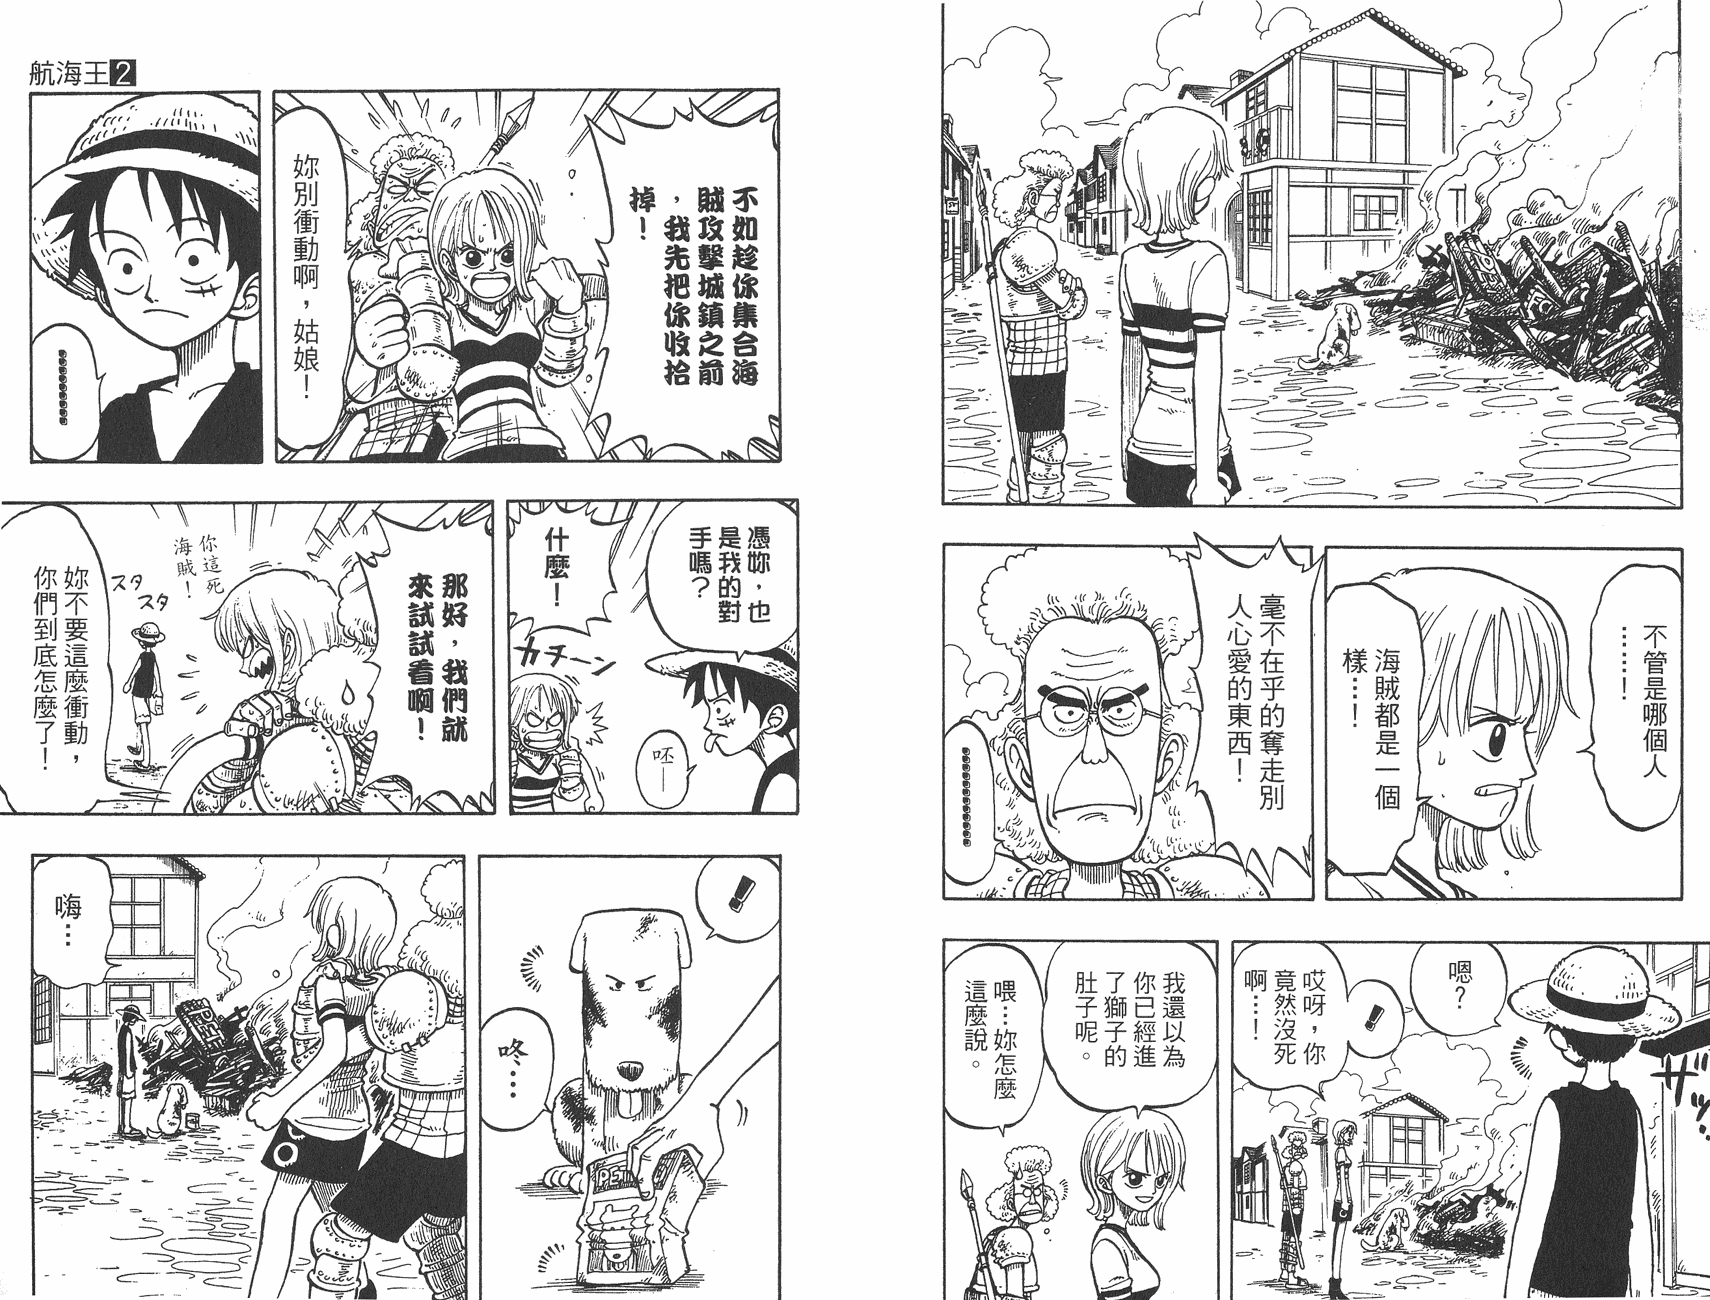 不管是哪個人
……！
海賊都是一個
樣…！
毫不在乎的奪走別
人心愛的東西！
…………
嗯？
！
哎呀，你
竟然沒死
啊…！
ザッ…
我還以為
你已經進
了獅子的
肚子呢。
喂…妳怎麼
這麼說。
航海王2
不如趁你集合海
賊攻擊城鎮之前
，我先把你收拾
掉！
妳別衝動啊，姑娘！
…………
憑妳，也
是我的對
手嗎？
呸—
什麼！
カチーン
那好，我們就
來試試看啊！
你這死
海賊！
スタ
スタ
妳不要這麼衝動，
你們到底怎麼了！
！
咚…
PET
嗨…
PET